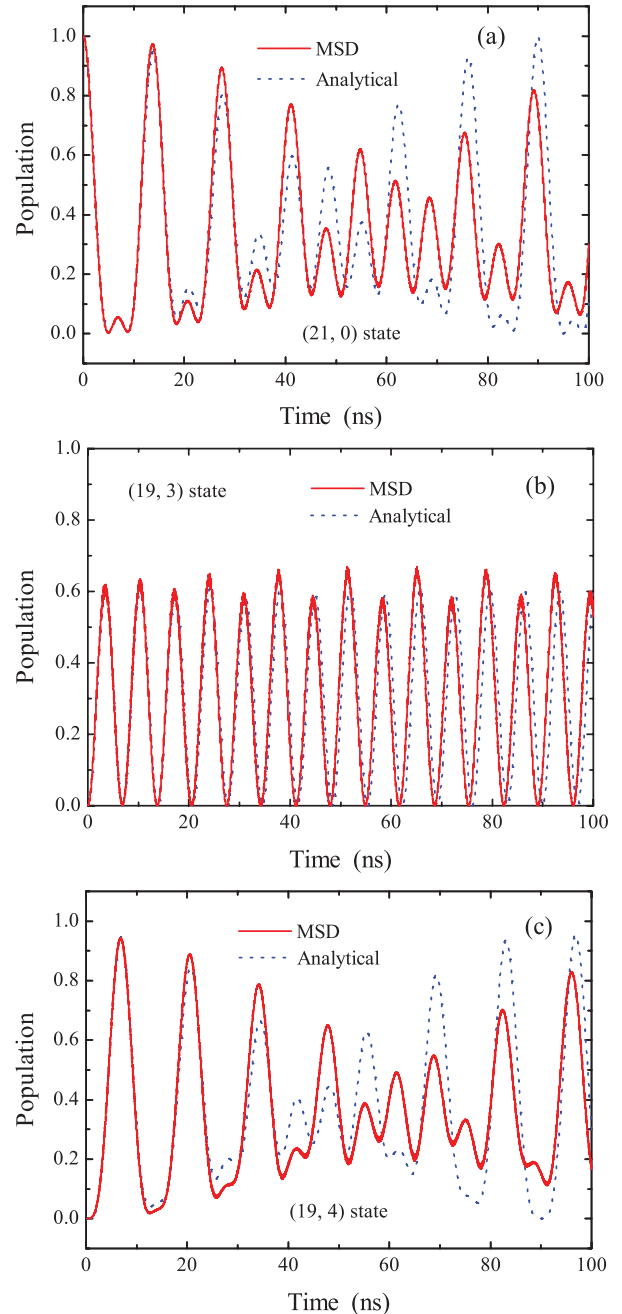 (a)
MSD
Analytical
1.0
0.8
0.6
0.4
0.2
0.0
Population
(21, 0) state
0 20 40 60 80 100
Time (ns)
1.0
0.8
0.6
0.4
0.2
0.0
Population
(19, 3) state
(b)
MSD
Analytical
0 20 40 60 80 100
Time (ns)
1.0
0.8
0.6
0.4
0.2
0.0
Population
(c)
MSD
Analytical
(19, 4) state
0 20 40 60 80 100
Time (ns)